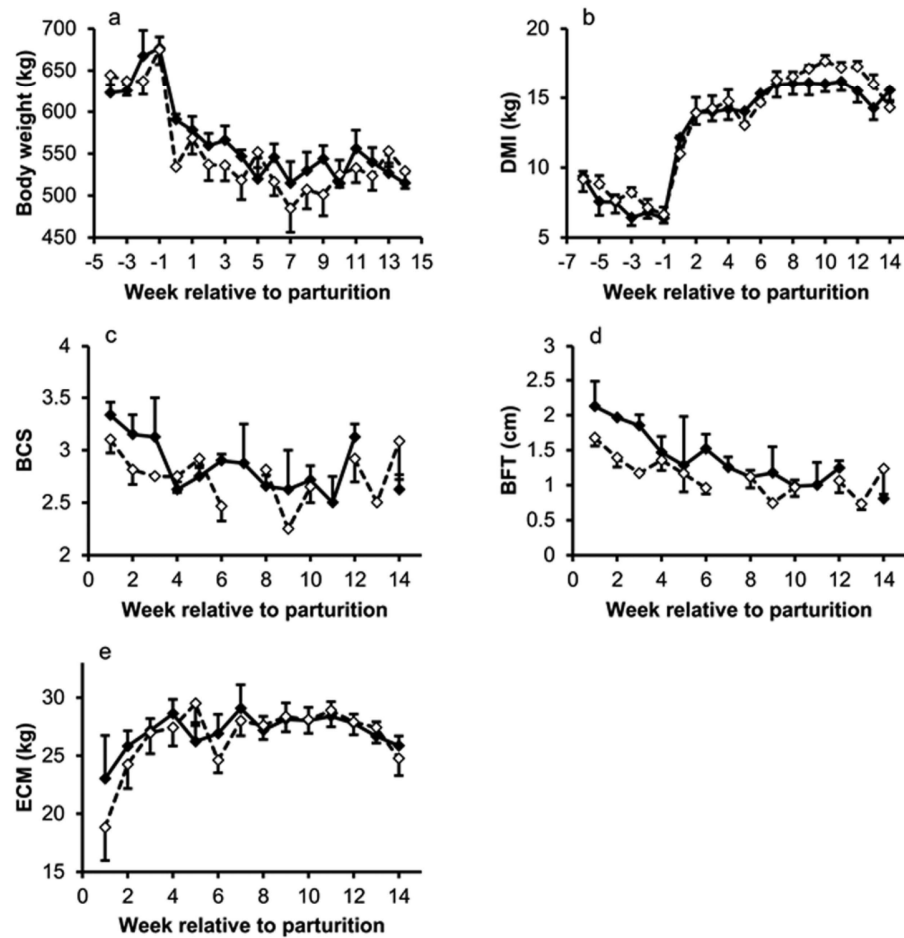 a
700
650
600
550
500
450
Body weight (kg)
-5 -3 -1 1 3 5 7 9 11 13 15
Week relative to parturition
b
20
15
10
5
DMI (kg)
-7 -5 -3 -1 2 4 6 8 10 12 14
Week relative to parturition
c
4
3.5
3
2.5
2
BCS
0 2 4 6 8 10 12 14
Week relative to parturition
d
3
2.5
2
1.5
1
0.5
0
BFT (cm)
0 2 4 6 8 10 12 14
Week relative to parturition
e
30
25
20
15
ECM (kg)
0 2 4 6 8 10 12 14
Week relative to parturition